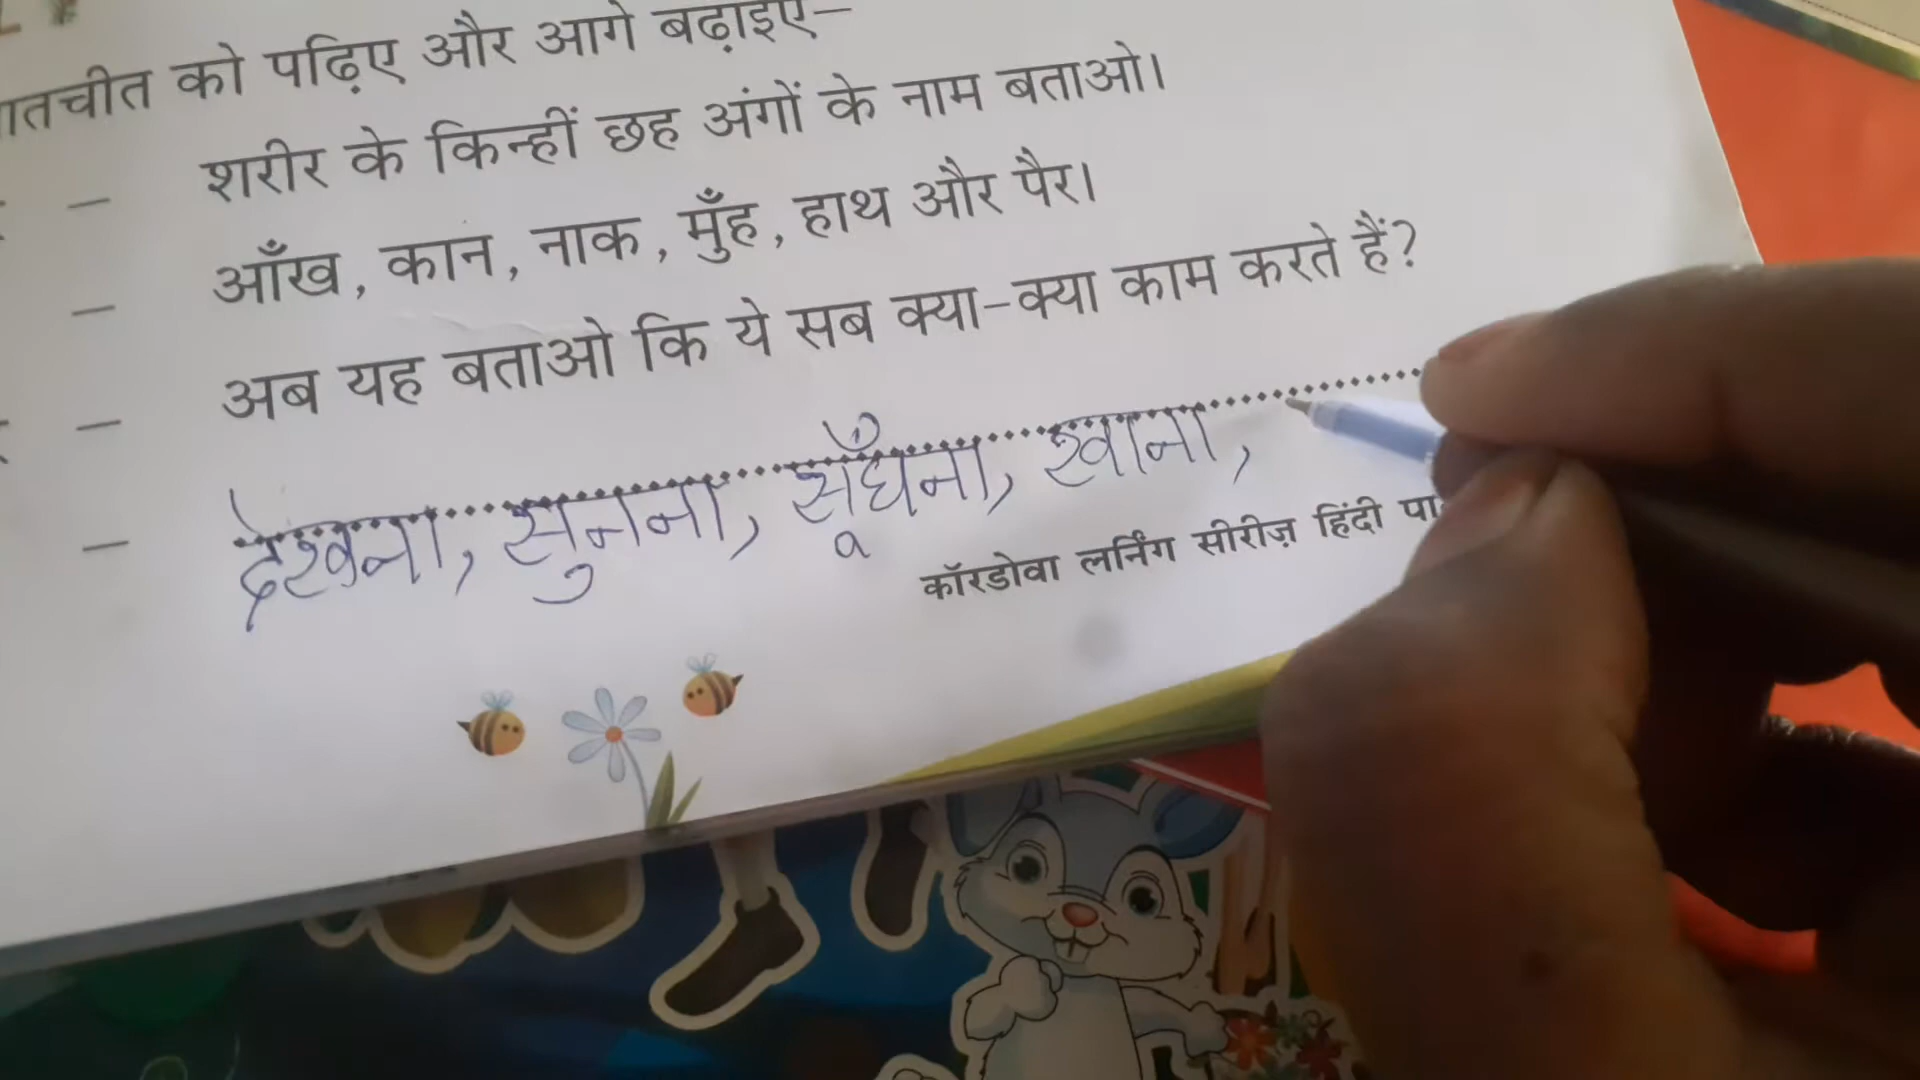 को पढ़िए और आगे बढ़ाइए–
– शरीर के किन्हीं छह अंगों के नाम बताओ।
– आँख, कान, नाक, मुँह, हाथ और पैर।
– अब यह बताओ कि ये सब क्या-क्या काम करते हैं?
– देखना, सुनना, सूँघना, खाना,
कॉरडोवा लर्निंग सीरीज़ हिंदी